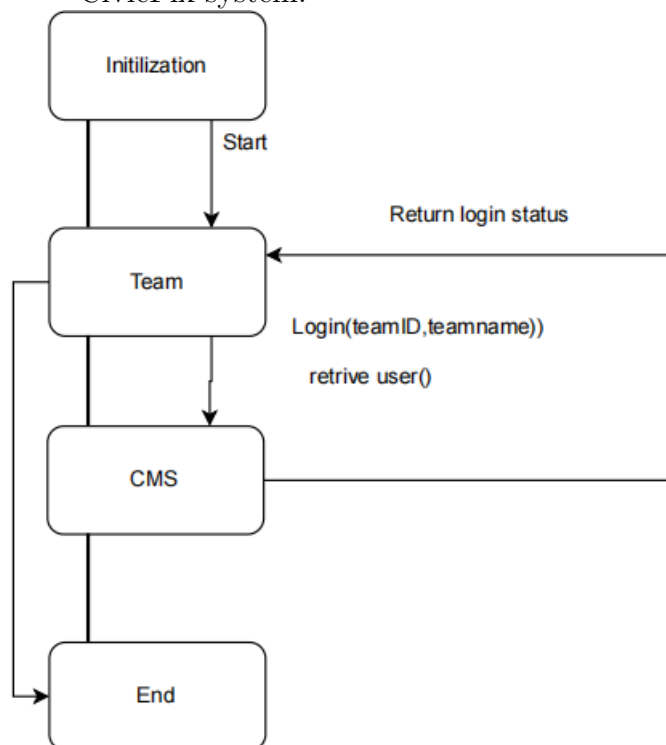 Initilization
Start
Return login status
Team
Login(teamID,teamname))
retrive user()
CMS
End